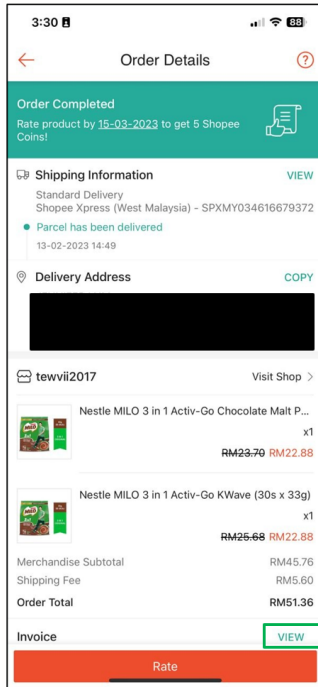 3:30
88
Order Details
Order Completed
Rate product by 15-03-2023 to get 5 Shopee
Coins!
Shipping Information VIEW
Standard Delivery
Shopee Xpress (West Malaysia) - SPXMY034616679372
Parcel has been delivered
13-02-2023 14:49
Delivery Address COPY
tewvii2017 Visit Shop >
Nestle MILO 3 in 1 Activ-Go Chocolate Malt P...
x1
RM23.70 RM22.88
Nestle MILO 3 in 1 Activ-Go KWave (30s x 33g)
x1
RM25.68 RM22.88
Merchandise Subtotal RM45.76
Shipping Fee RM5.60
Order Total RM51.36
Invoice VIEW
Rate